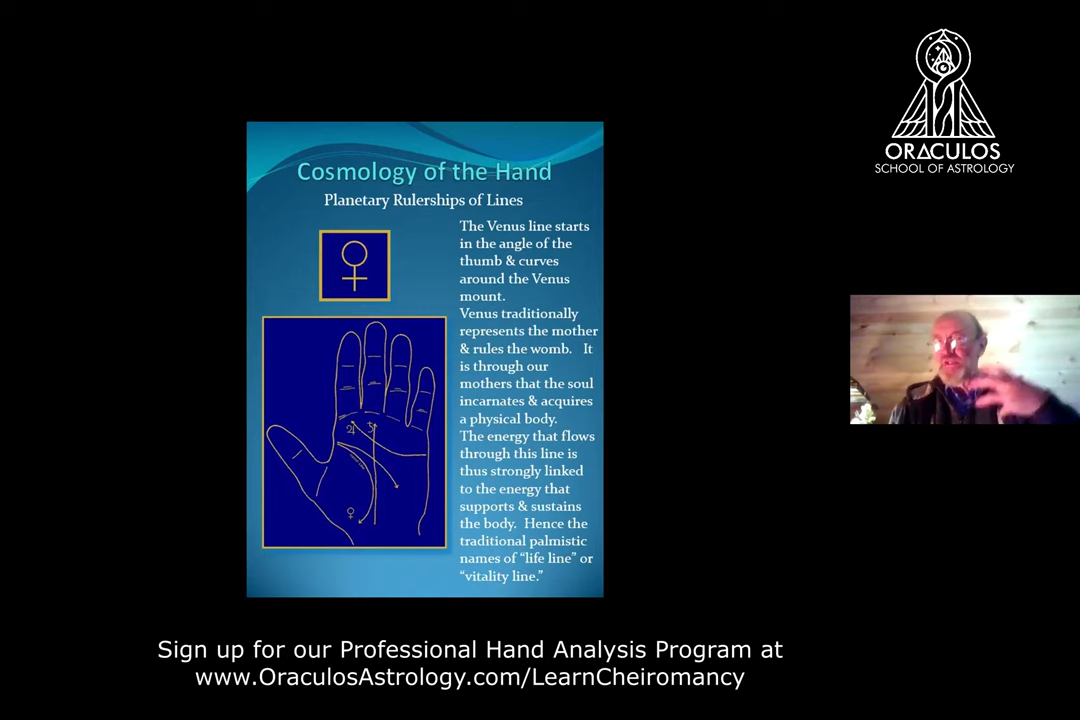 ORACULOS
SCHOOL OF ASTROLOGY
Cosmology of the Hand
Planetary Rulerships of Lines
♀
The Venus line starts
in the angle of the
thumb & curves
around the Venus
mount.
Venus traditionally
represents the mother
& rules the womb. It
is through our
mothers that the soul
incarnates & acquires
a physical body.
The energy that flows
through this line is
thus strongly linked
to the energy that
supports & sustains
the body. Hence the
traditional palmistic
names of “life line” or
“vitality line.”
♃ ♄
♀
Sign up for our Professional Hand Analysis Program at
www.OraculosAstrology.com/LearnCheiromancy